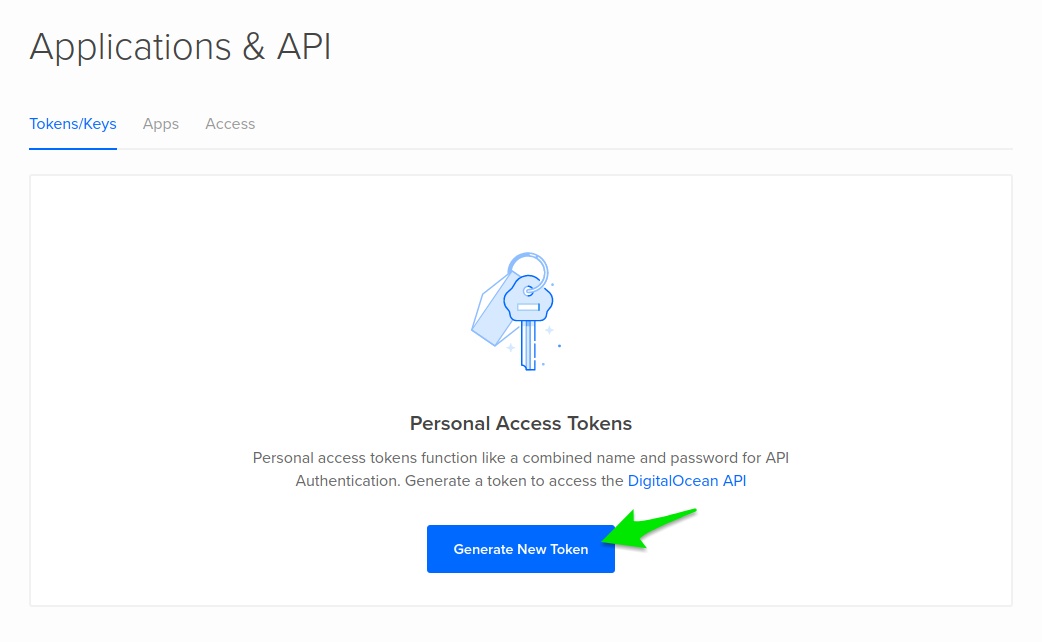 Applications & API
Tokens/Keys Apps Access
Personal Access Tokens
Personal access tokens function like a combined name and password for API
Authentication. Generate a token to access the DigitalOcean API
Generate New Token